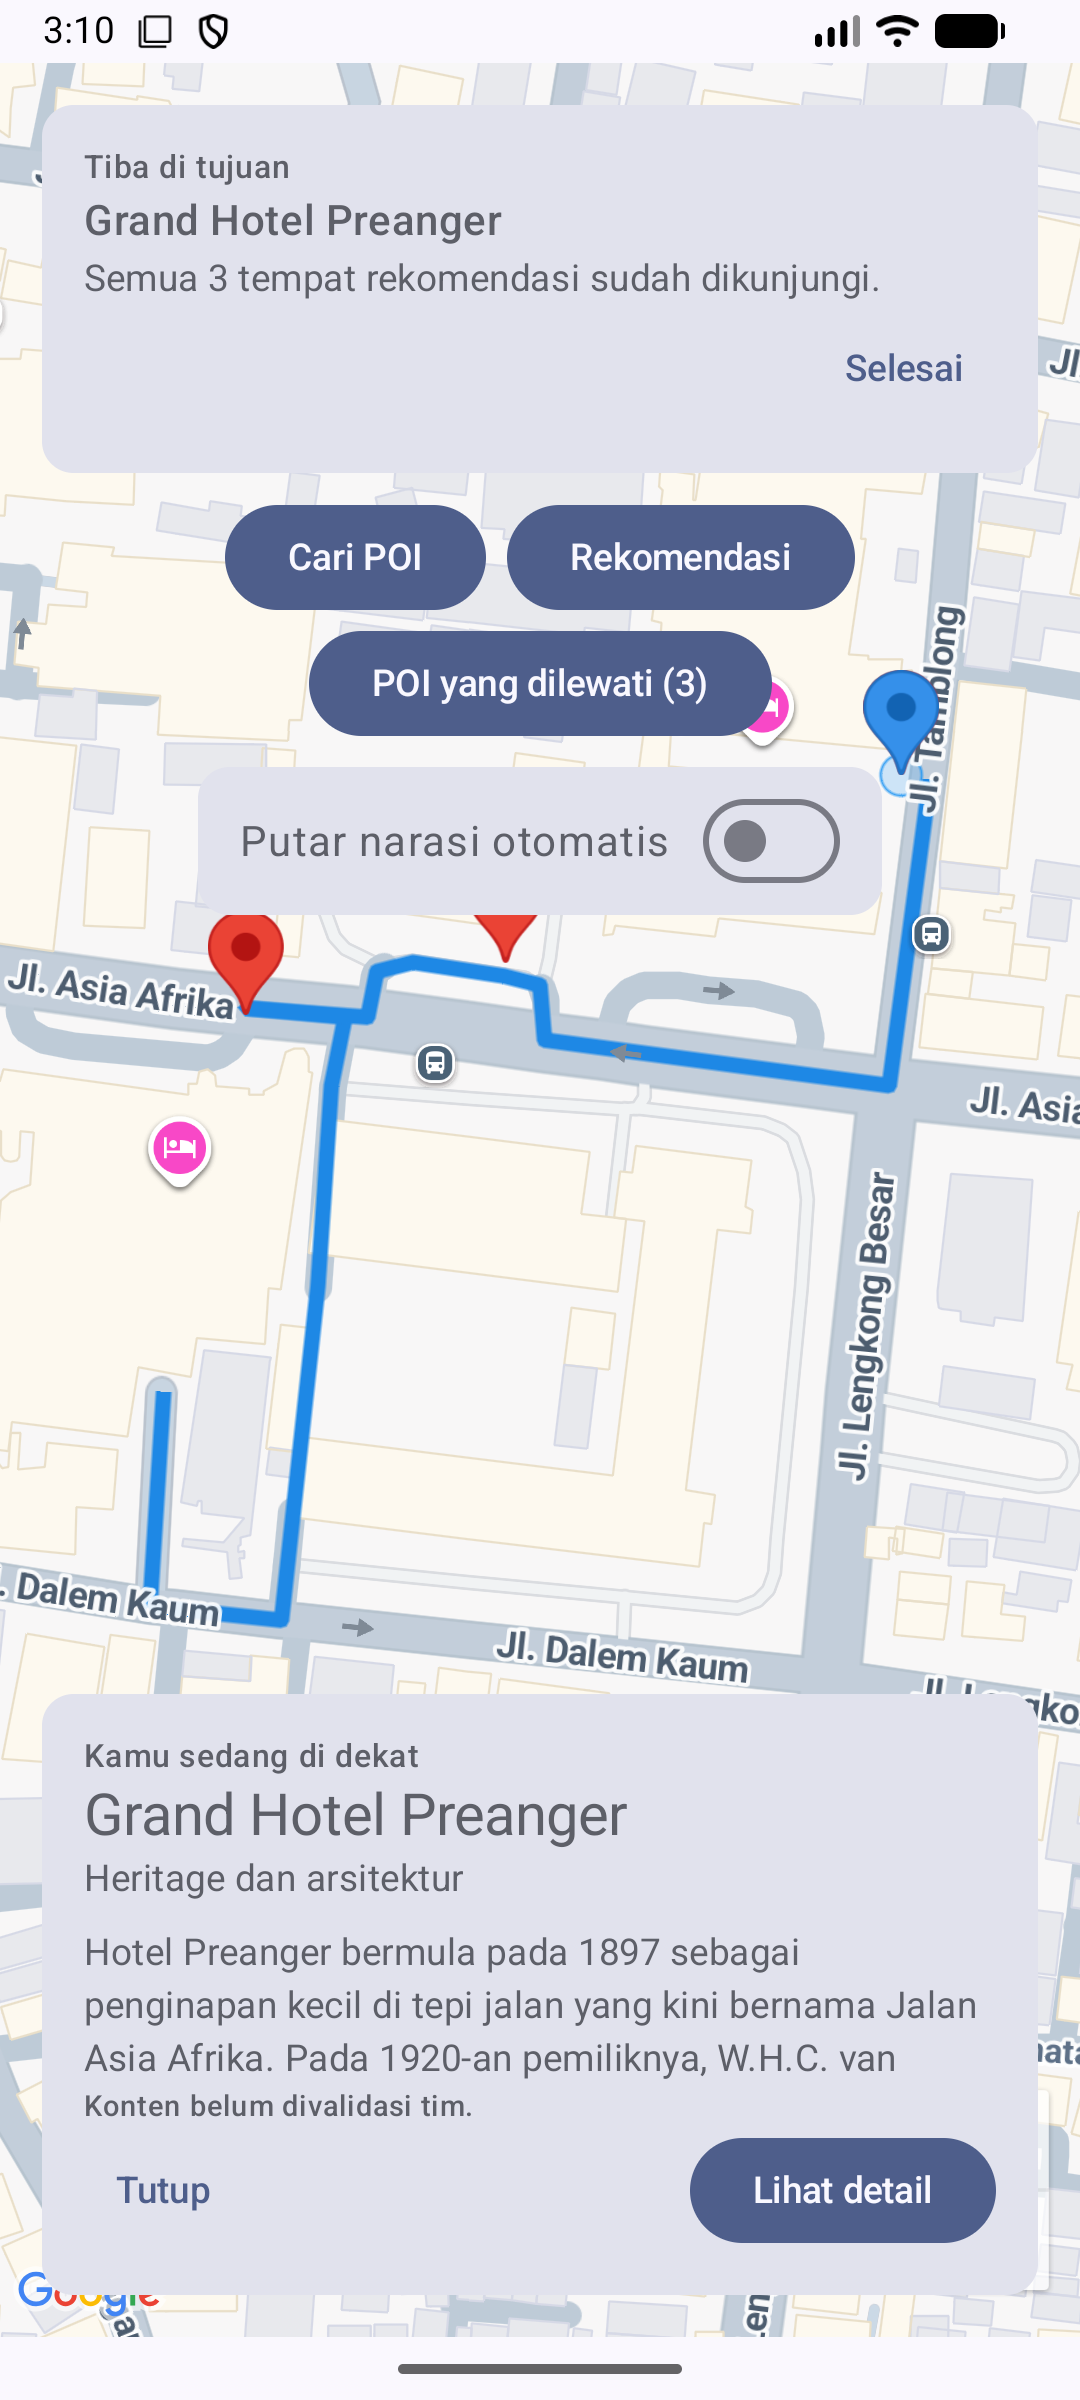 3:10
Tiba di tujuan
Grand Hotel Preanger
Semua 3 tempat rekomendasi sudah dikunjungi.
Selesai
Cari POI
Rekomendasi
POI yang dilewati (3)
Jl. Tamblong
Putar narasi otomatis
Jl. Asia Afrika
Jl. Asia
Jl. Lengkong Besar
. Dalem Kaum
Jl. Dalem Kaum
Kamu sedang di dekat
Grand Hotel Preanger
Heritage dan arsitektur
Hotel Preanger bermula pada 1897 sebagai
penginapan kecil di tepi jalan yang kini bernama Jalan
Asia Afrika. Pada 1920-an pemiliknya, W.H.C. van
Konten belum divalidasi tim.
Tutup
Lihat detail
Google